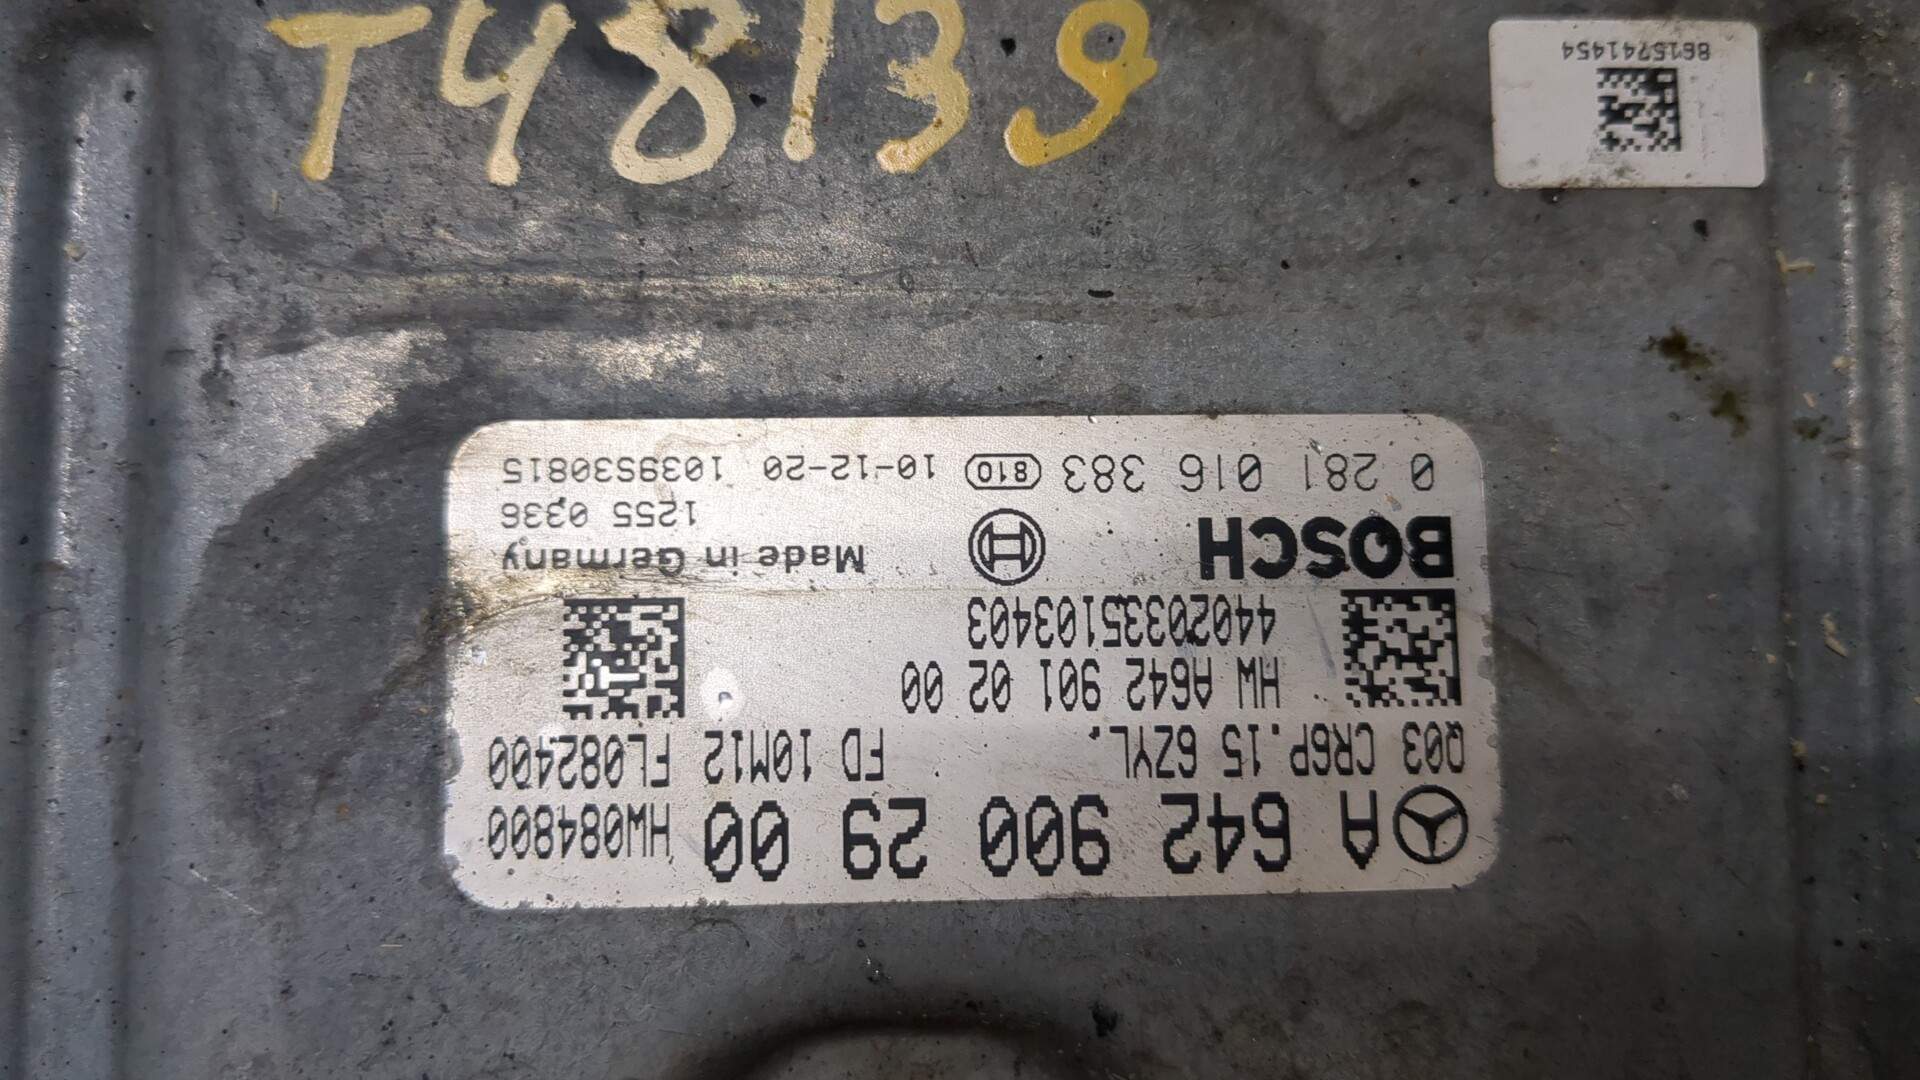 T48139
8615741454
A 642 900 29 00 HW084800
Q03 CR6P.15 6ZYL. FD 10M12 FL082400
HW A642 901 02 00
4402033S103403
BOSCH Made in Germany
1255 0336
0 281 016 383 810 10-12-20 1039S30815